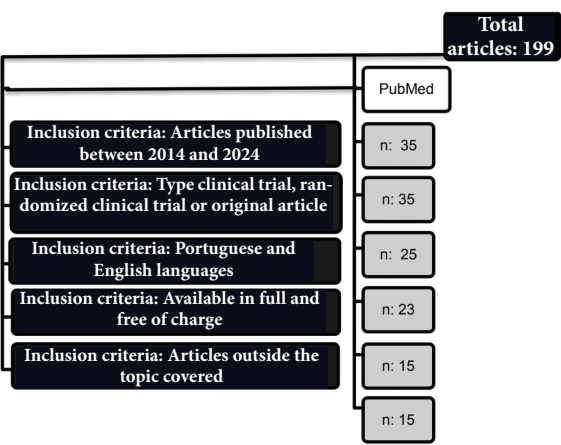 Total
articles: 199
PubMed
Inclusion criteria: Articles published
between 2014 and 2024
n: 35
Inclusion criteria: Type clinical trial, ran-
domized clinical trial or original article
n: 35
Inclusion criteria: Portuguese and
English languages
n: 25
Inclusion criteria: Available in full and
free of charge
n: 23
Inclusion criteria: Articles outside the
topic covered
n: 15
n: 15